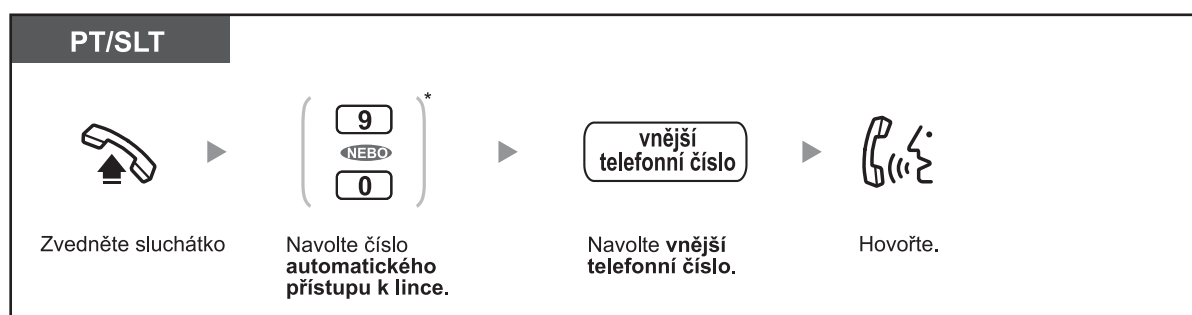 PT/SLT
*
9
NEBO
0
vnější
telefonní číslo
Zvedněte sluchátko
Navolte číslo
automatického
přístupu k lince.
Navolte vnější
telefonní číslo.
Hovořte.